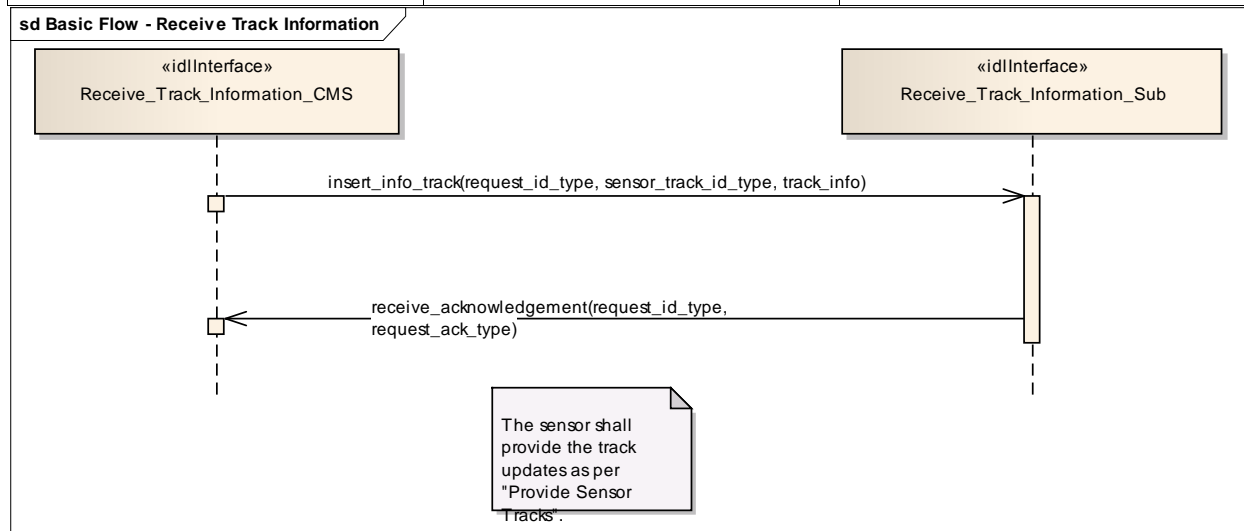 sd Basic Flow - Receive Track Information
«idlInterface»
Receive_Track_Information_CMS
«idlInterface»
Receive_Track_Information_Sub
insert_info_track(request_id_type, sensor_track_id_type, track_info)
receive_acknowledgement(request_id_type,
request_ack_type)
The sensor shall
provide the track
updates as per
"Provide Sensor
Tracks".